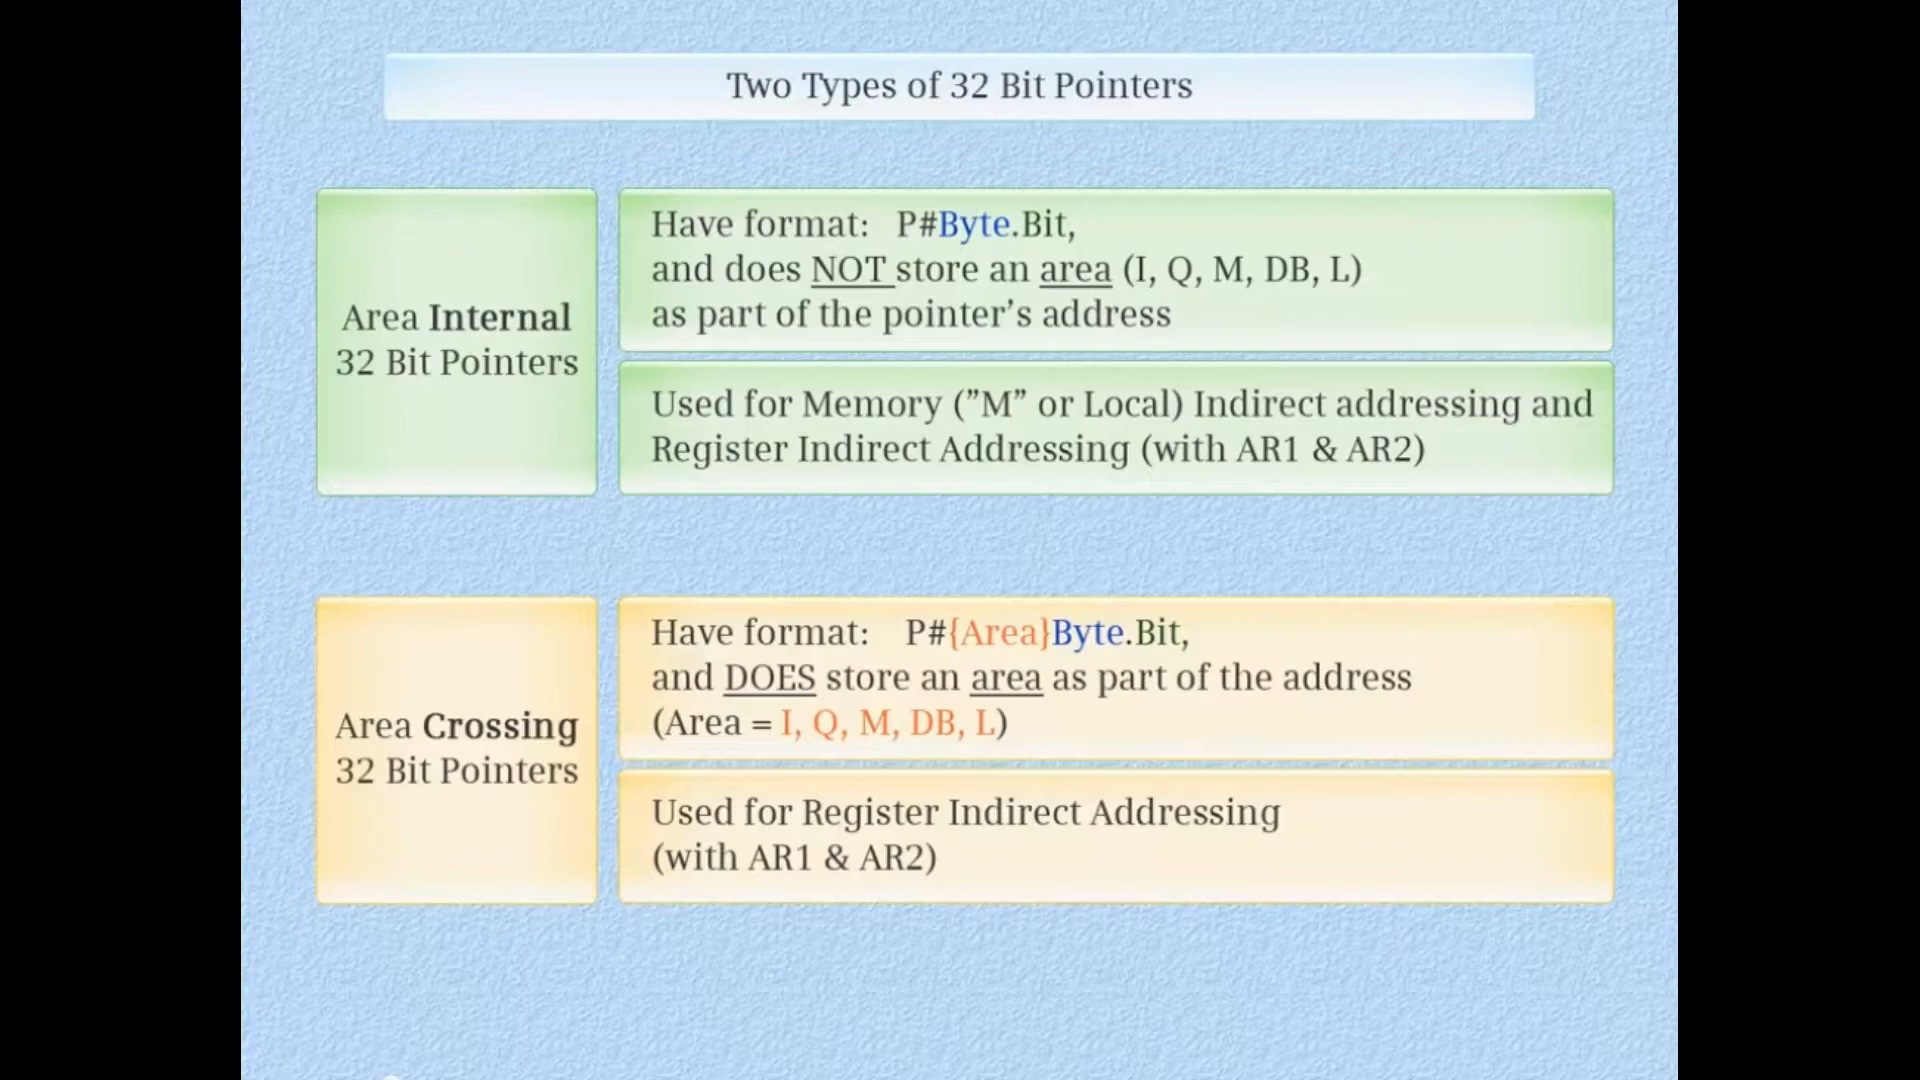 Two Types of 32 Bit Pointers
Area Internal
32 Bit Pointers
Have format: P#Byte.Bit,
and does NOT store an area (I, Q, M, DB, L)
as part of the pointer’s address
Used for Memory (”M” or Local) Indirect addressing and
Register Indirect Addressing (with AR1 & AR2)
Area Crossing
32 Bit Pointers
Have format: P#{Area}Byte.Bit,
and DOES store an area as part of the address
(Area = I, Q, M, DB, L)
Used for Register Indirect Addressing
(with AR1 & AR2)